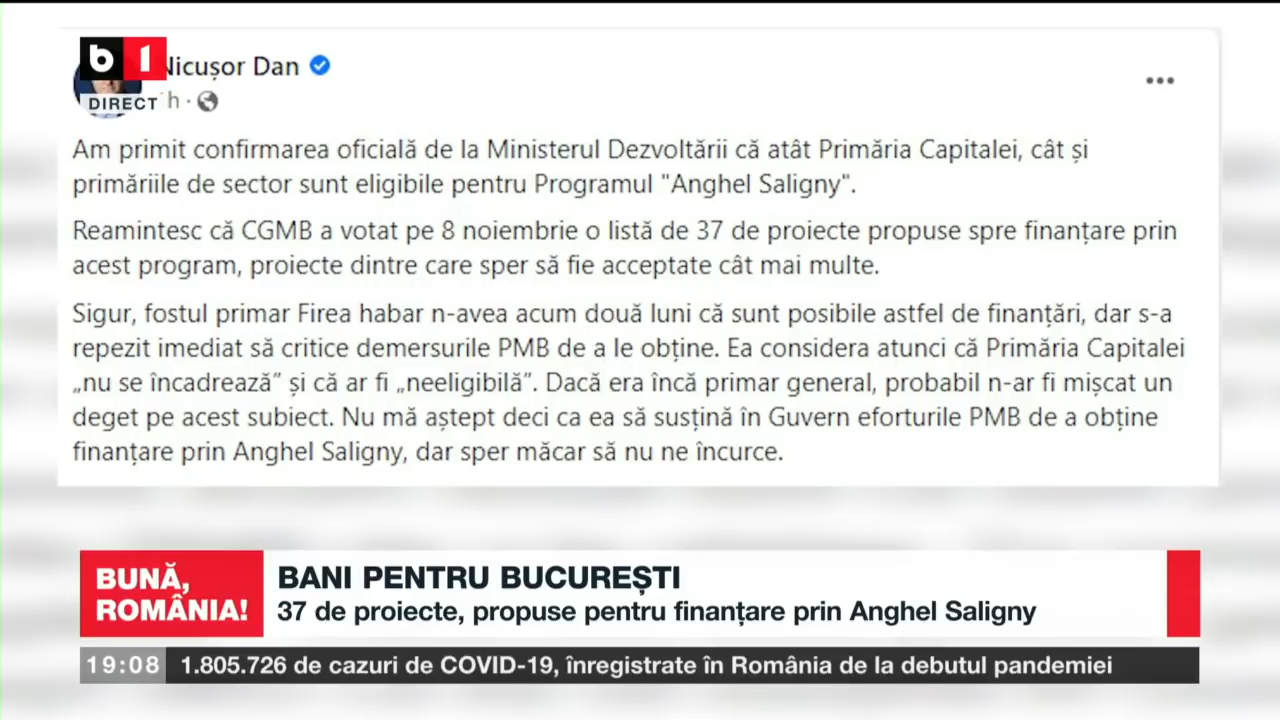 b1
DIRECT
Nicușor Dan
h ·
Am primit confirmarea oficială de la Ministerul Dezvoltării că atât Primăria Capitalei, cât și
primăriile de sector sunt eligibile pentru Programul "Anghel Saligny".
Reamintesc că CGMB a votat pe 8 noiembrie o listă de 37 de proiecte propuse spre finanțare prin
acest program, proiecte dintre care sper să fie acceptate cât mai multe.
Sigur, fostul primar Firea habar n-avea acum două luni că sunt posibile astfel de finanțări, dar s-a
repezit imediat să critice demersurile PMB de a le obține. Ea considera atunci că Primăria Capitalei
„nu se încadrează” și că ar fi „neeligibilă”. Dacă era încă primar general, probabil n-ar fi mișcat un
deget pe acest subiect. Nu mă aștept deci ca ea să susțină în Guvern eforturile PMB de a obține
finanțare prin Anghel Saligny, dar sper măcar să nu ne încurce.
BUNĂ,
ROMÂNIA!
BANI PENTRU BUCUREȘTI
37 de proiecte, propuse pentru finanțare prin Anghel Saligny
19:08 1.805.726 de cazuri de COVID-19, înregistrate în România de la debutul pandemiei